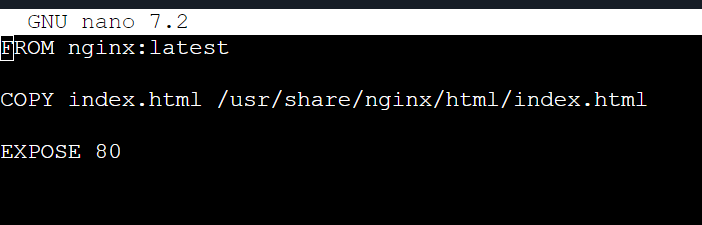 GNU nano 7.2
FROM nginx:latest
COPY index.html /usr/share/nginx/html/index.html
EXPOSE 80